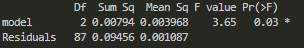 Df Sum Sq Mean Sq F value Pr(>F)
model 2 0.00794 0.003968 3.65 0.03 *
Residuals 87 0.09456 0.001087